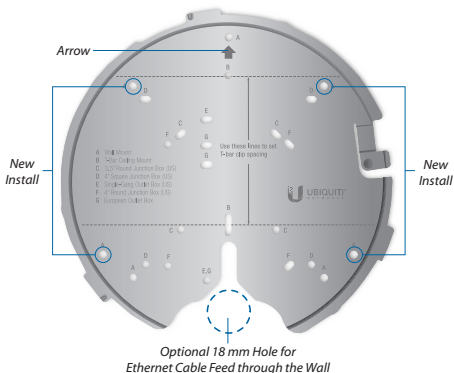 A
Arrow
B
D
D
E
C
C
F
F
G
G
Use these lines to set
T-bar clip spacing
A Wall Mount
B T-Bar Ceiling Mount
C 3.5" Round Junction Box (US)
D 4" Square Junction Box (US)
E Single-Gang Outlet Box (US)
F 4" Round Junction Box (US)
G European Outlet Box
New
Install
New
Install
UBIQUITI
NETWORKS
B
C
C
A
D
F
F
D
A
A
E,G
Optional 18 mm Hole for
Ethernet Cable Feed through the Wall